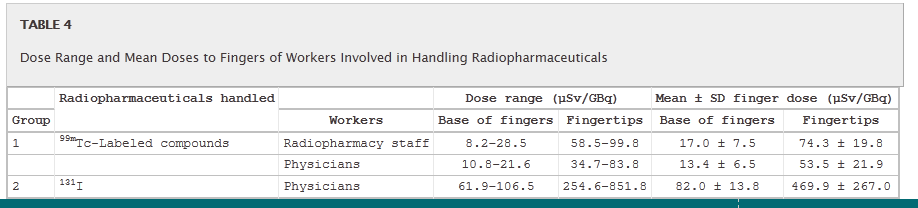 TABLE 4
Dose Range and Mean Doses to Fingers of Workers Involved in Handling Radiopharmaceuticals
Radiopharmaceuticals handled Dose range (μSv/GBq) Mean ± SD finger dose (μSv/GBq)
Group Workers Base of fingers Fingertips Base of fingers Fingertips
1 99mTc-Labeled compounds Radiopharmacy staff 8.2-28.5 58.5-99.8 17.0 ± 7.5 74.3 ± 19.8
Physicians 10.8-21.6 34.7-83.8 13.4 ± 6.5 53.5 ± 21.9
2 131I Physicians 61.9-106.5 254.6-851.8 82.0 ± 13.8 469.9 ± 267.0